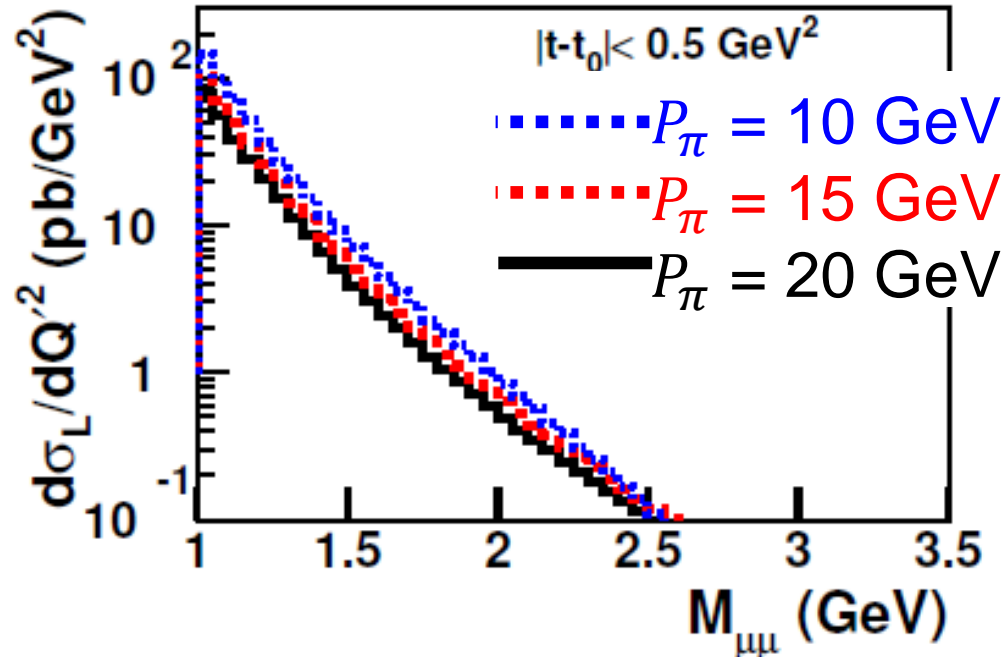 dσL/dQ′2 (pb/GeV2)
|t-t0|< 0.5 GeV2
Pπ = 10 GeV
Pπ = 15 GeV
Pπ = 20 GeV
10 2
10
1
10 -1
1 1.5 2 2.5 3 3.5
Mμμ (GeV)